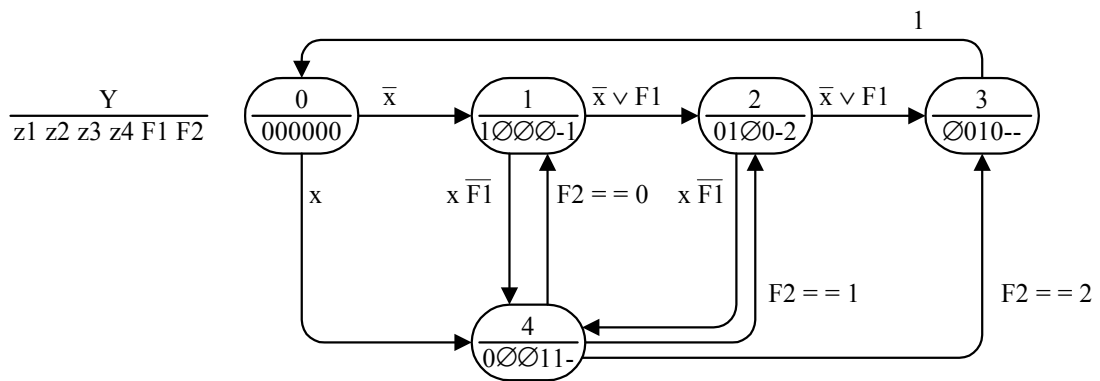 1
Y
z1 z2 z3 z4 F1 F2
0
000000
x̅
1
1∅∅∅-1
x̅ ∨ F1
2
01∅0-2
x̅ ∨ F1
3
∅010--
x
x F̅1̅
F2 = = 0
x F̅1̅
F2 = = 1
F2 = = 2
4
0∅∅11-